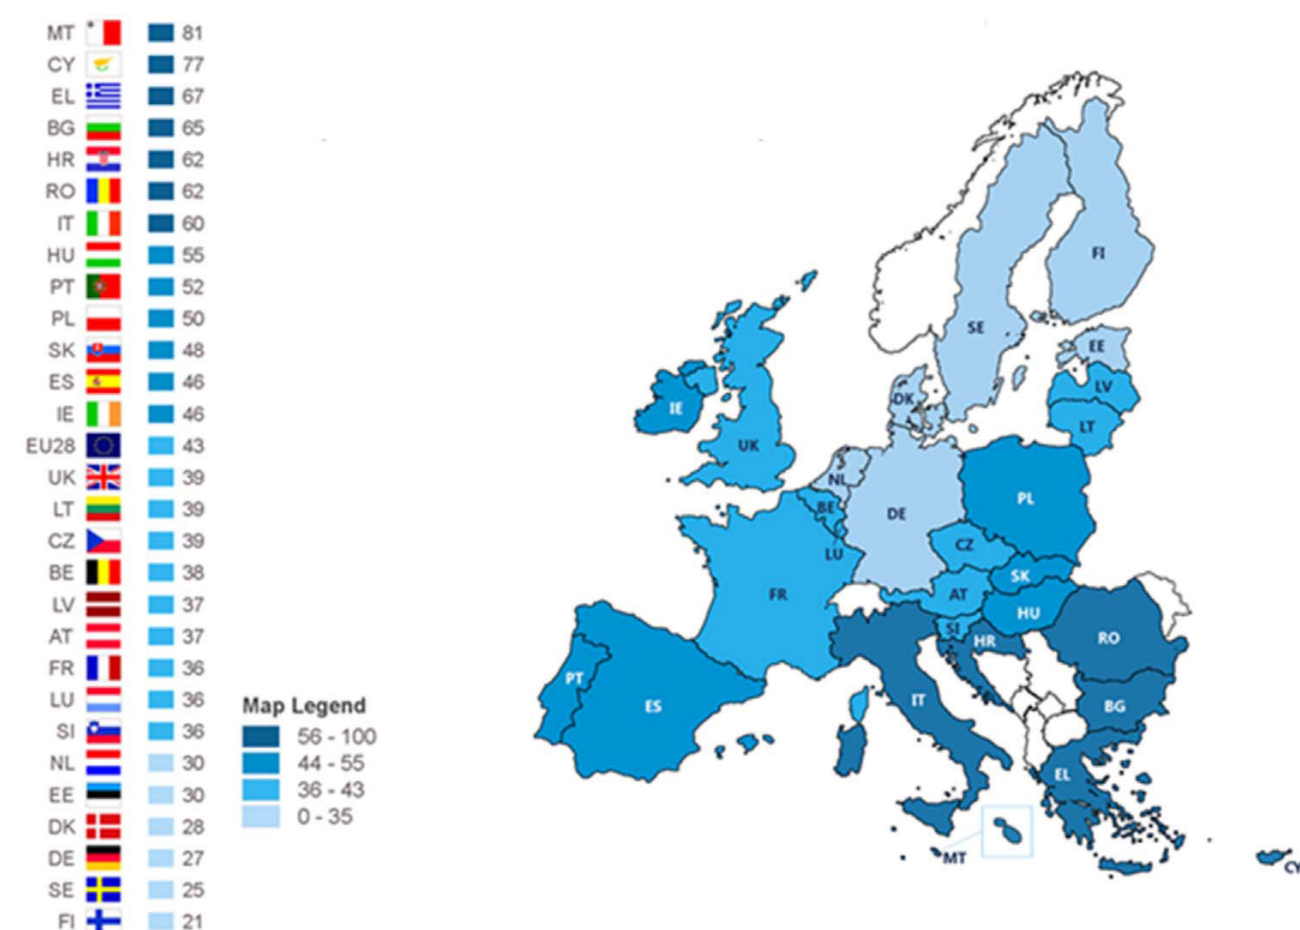 MT 81
CY 77
EL 67
BG 65
HR 62
RO 62
IT 60
HU 55
PT 52
PL 50
SK 48
ES 46
IE 46
EU28 43
UK 39
LT 39
CZ 39
BE 38
LV 37
AT 37
FR 36
LU 36
SI 36
NL 30
EE 30
DK 28
DE 27
SE 25
FI 21
Map Legend
56 - 100
44 - 55
36 - 43
0 - 35
FI
SE
EE
LV
DK
IE
LT
UK
NL
PL
BE
DE
CZ
LU
SK
FR
AT
HU
SI
HR
RO
PT
IT
ES
BG
EL
MT
CY